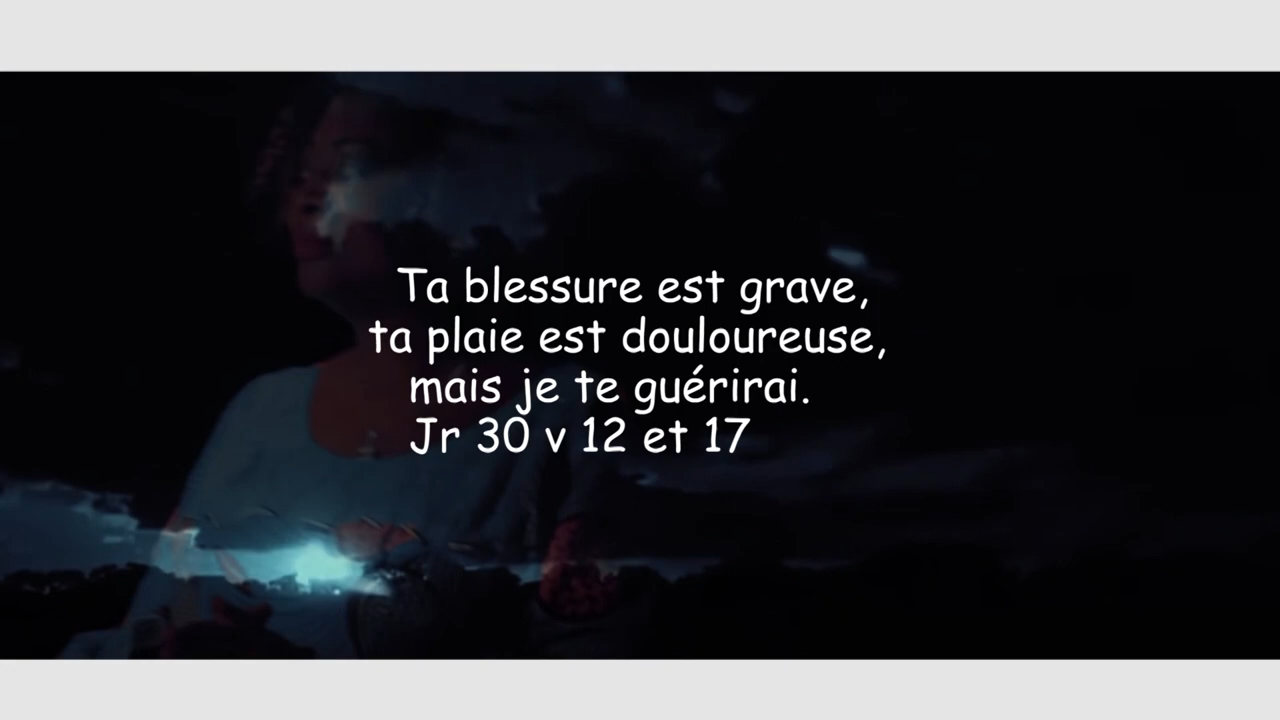 Ta blessure est grave,
ta plaie est douloureuse,
mais je te guérirai.
Jr 30 v 12 et 17